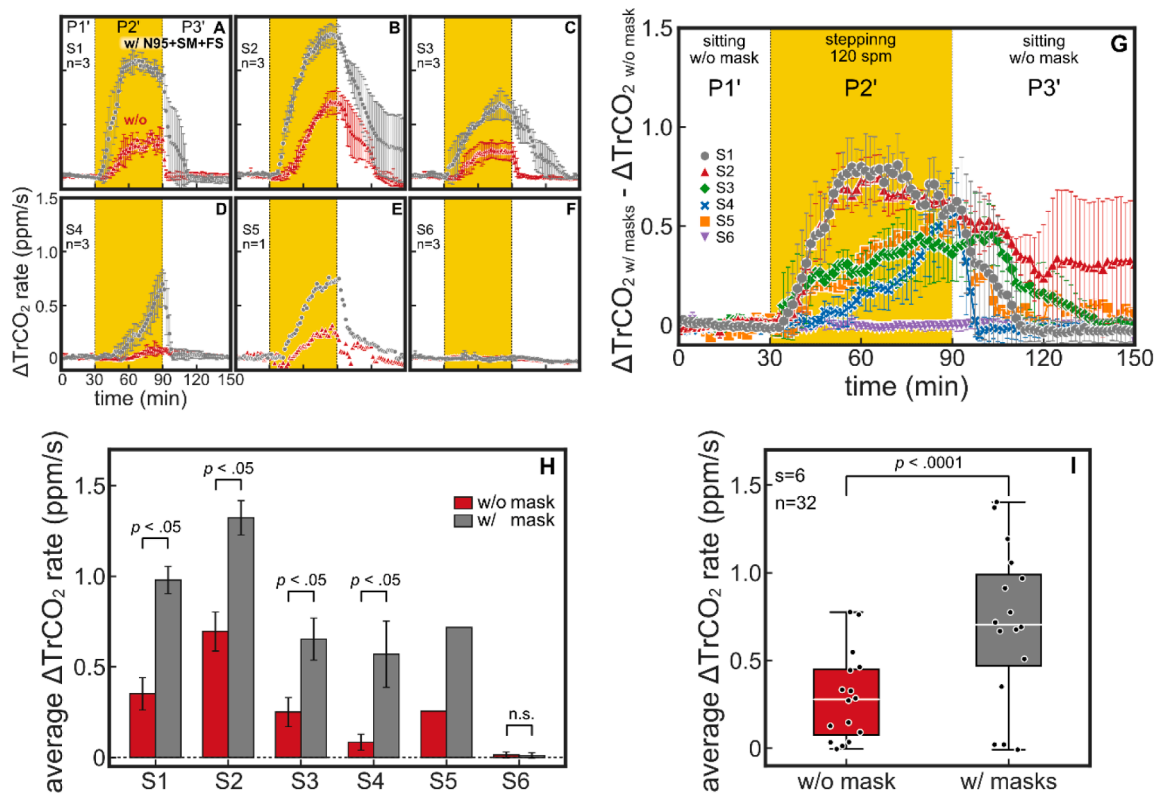 P1' P2' P3' A
w/ N95+SM+FS
S1
n=3
w/o
B
S2
n=3
C
S3
n=3
D
S4
n=3
E
S5
n=1
F
S6
n=3
ΔTrCO₂ rate (ppm/s)
1.0
0.5
0
0 30 60 90 120 150
time (min)
G
sitting
w/o mask
P1'
steppinng
120 spm
P2'
sitting
w/o mask
P3'
ΔTrCO₂ w/ masks - ΔTrCO₂ w/o mask
1.5
1.0
0.5
0
S1
S2
S3
S4
S5
S6
0 30 60 90 120 150
time (min)
H
average ΔTrCO₂ rate (ppm/s)
1.5
1.0
0.5
0
p < .05
p < .05
p < .05
p < .05
n.s.
w/o mask
w/ mask
S1 S2 S3 S4 S5 S6
I
average ΔTrCO₂ rate (ppm/s)
1.5
1.0
0.5
0
s=6
n=32
p < .0001
w/o mask w/ masks